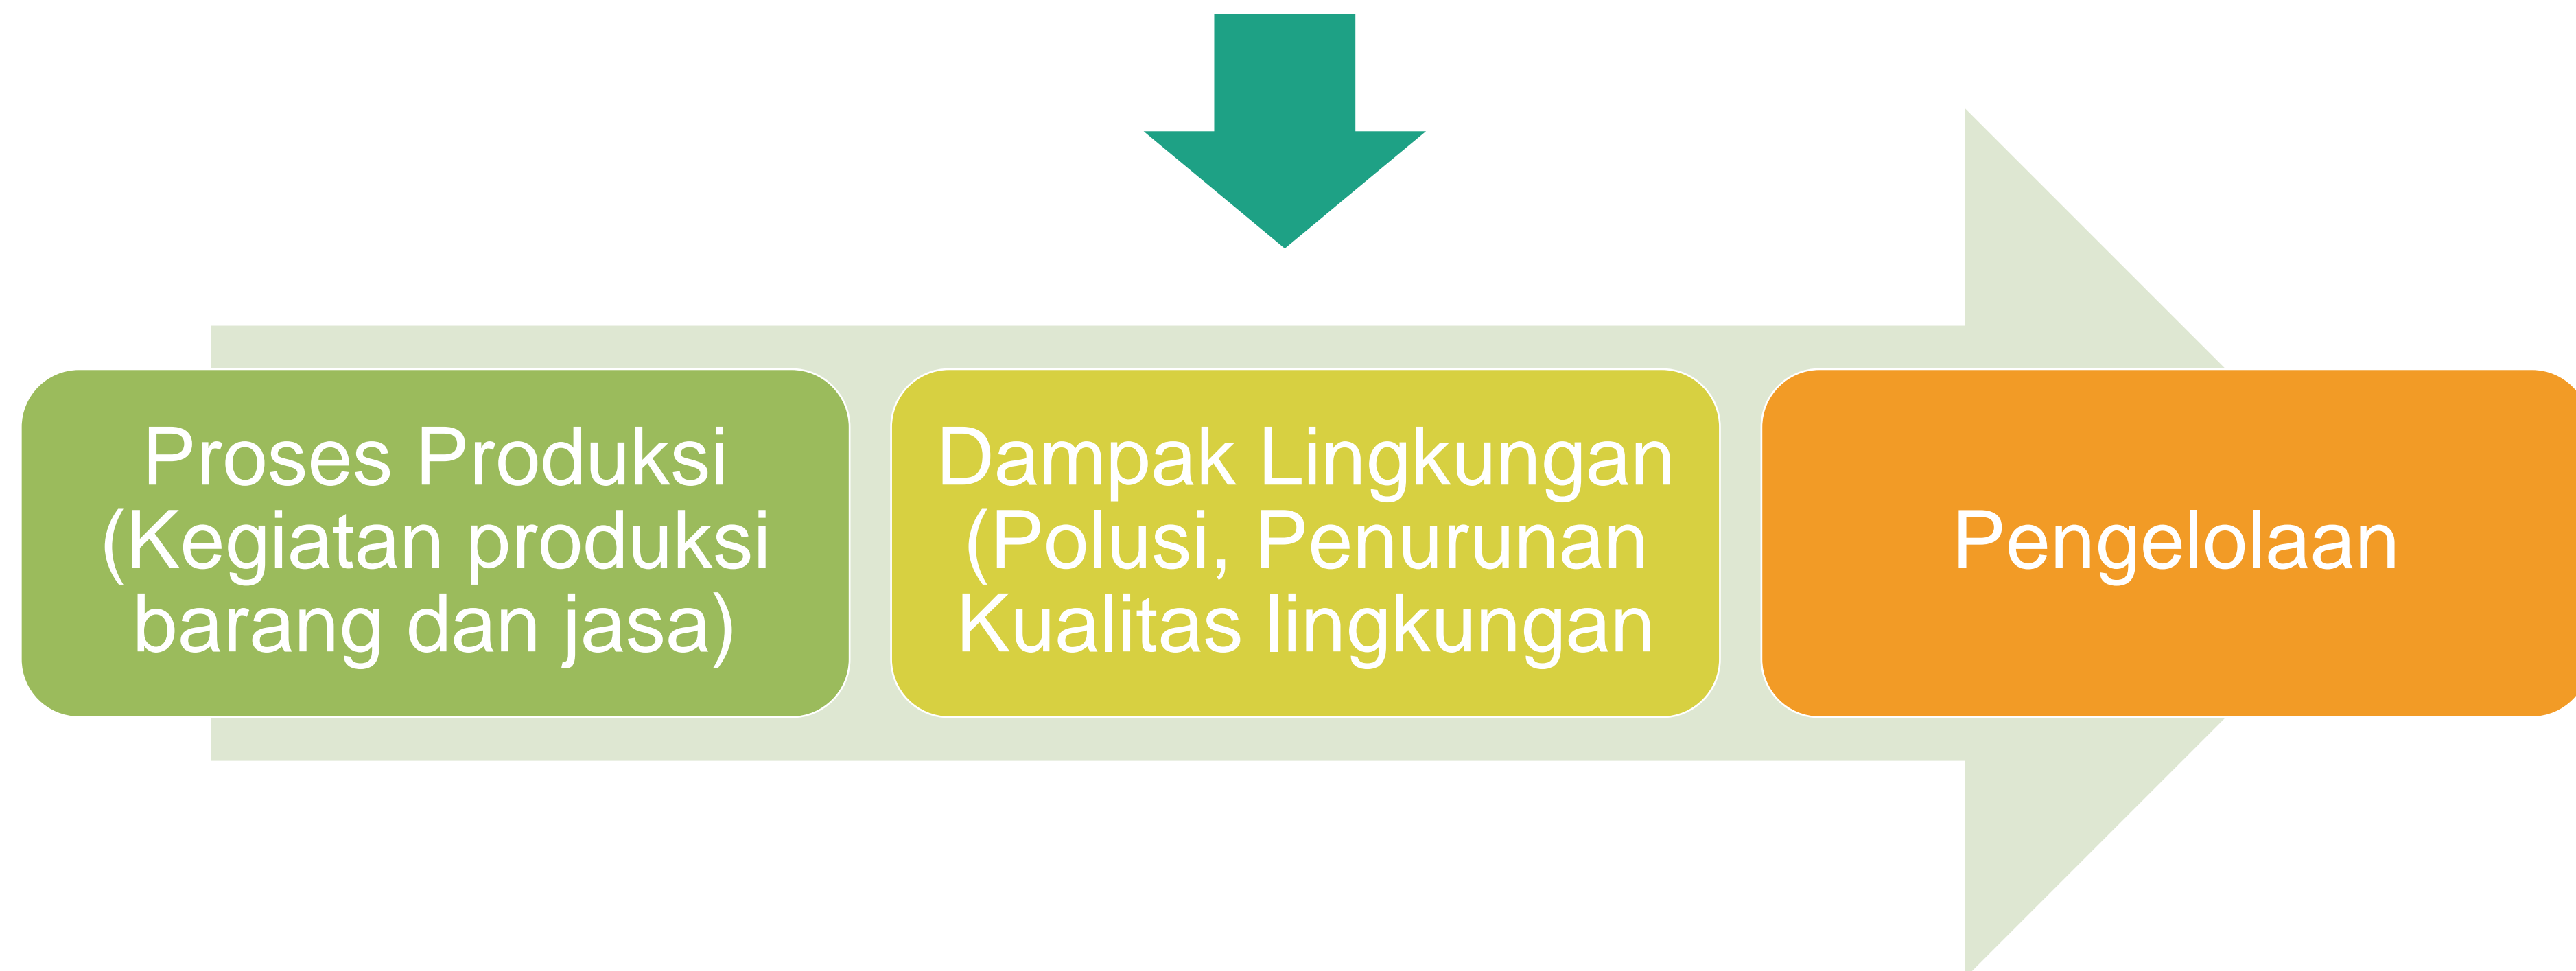 Proses Produksi
(Kegiatan produksi
barang dan jasa)
Dampak Lingkungan
(Polusi, Penurunan
Kualitas lingkungan
Pengelolaan